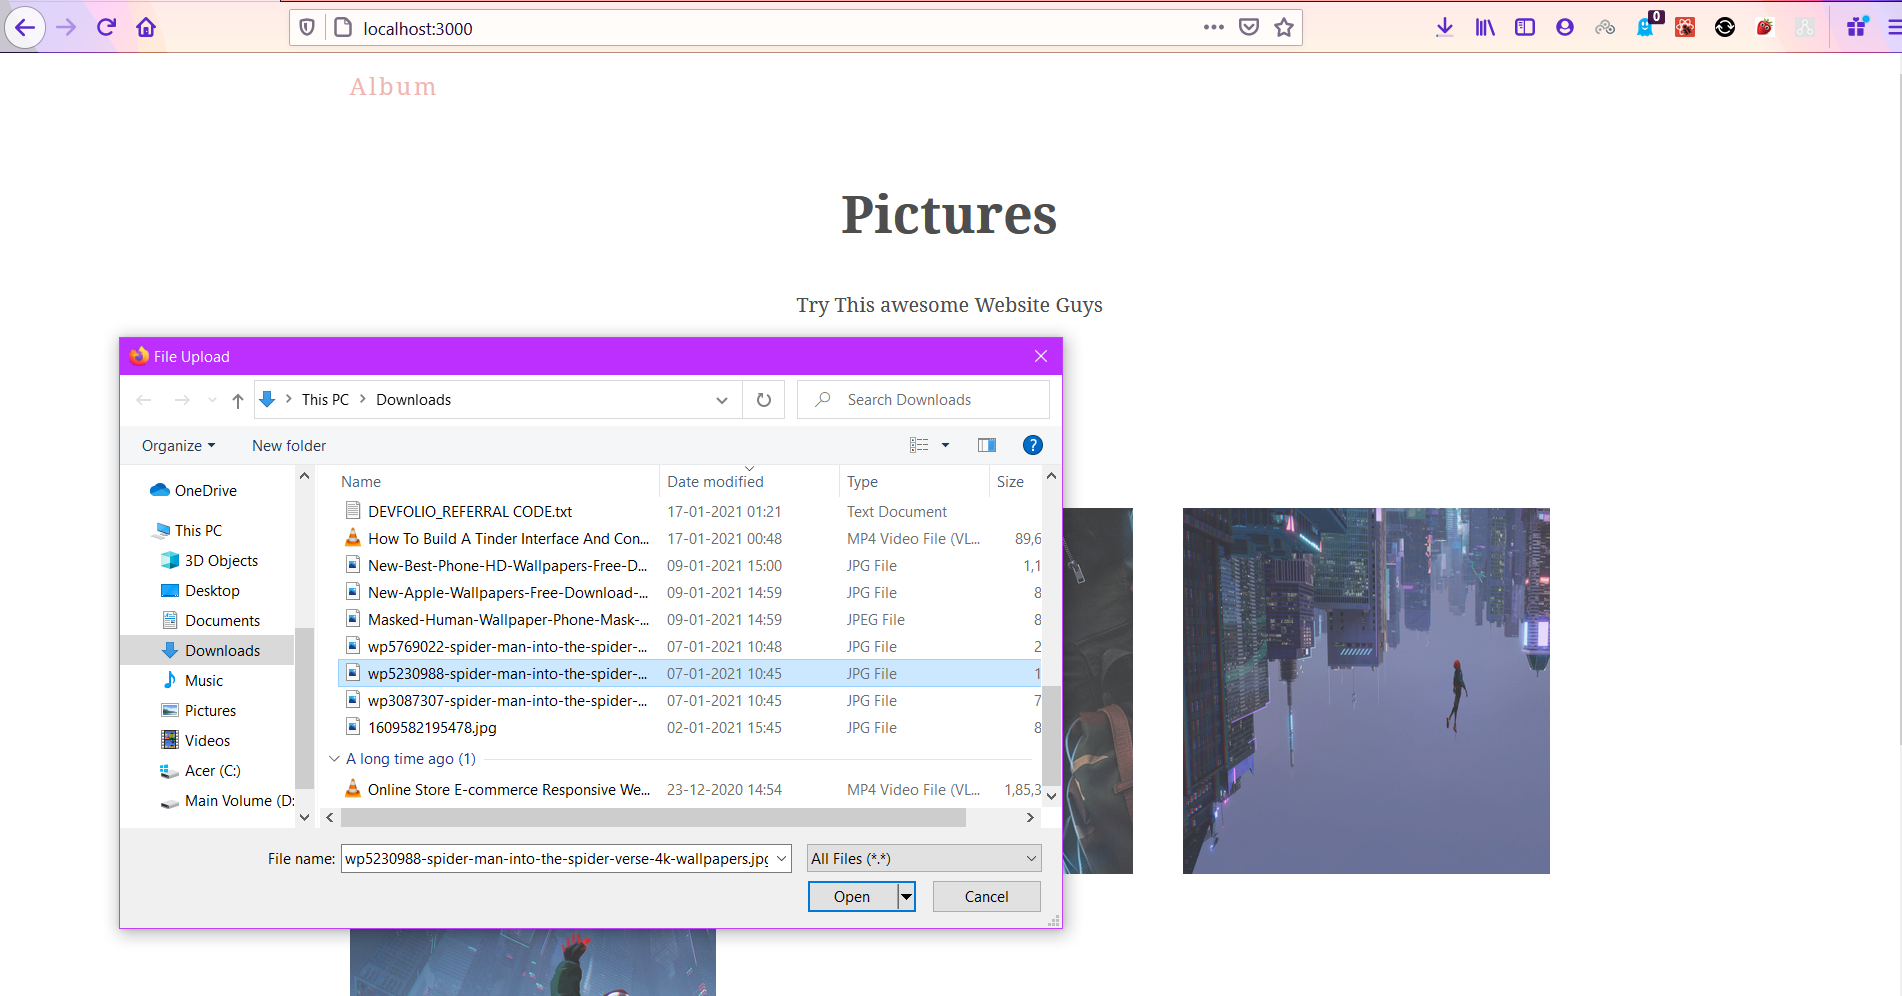 localhost:3000
0
Album
Pictures
Try This awesome Website Guys
File Upload
This PC > Downloads
Search Downloads
Organize
New folder
?
OneDrive
This PC
3D Objects
Desktop
Documents
Downloads
Music
Pictures
Videos
Acer (C:)
Main Volume (D:
Name Date modified Type Size
DEVFOLIO_REFERRAL CODE.txt 17-01-2021 01:21 Text Document
How To Build A Tinder Interface And Con... 17-01-2021 00:48 MP4 Video File (VL... 89,6
New-Best-Phone-HD-Wallpapers-Free-D... 09-01-2021 15:00 JPG File 1,1
New-Apple-Wallpapers-Free-Download-... 09-01-2021 14:59 JPG File 8
Masked-Human-Wallpaper-Phone-Mask-... 09-01-2021 14:59 JPEG File 8
wp5769022-spider-man-into-the-spider-... 07-01-2021 10:48 JPG File 2
wp5230988-spider-man-into-the-spider-... 07-01-2021 10:45 JPG File 1
wp3087307-spider-man-into-the-spider-... 07-01-2021 10:45 JPG File 7
1609582195478.jpg 02-01-2021 15:45 JPG File 8
A long time ago (1)
Online Store E-commerce Responsive We... 23-12-2020 14:54 MP4 Video File (VL... 1,85,3
File name: wp5230988-spider-man-into-the-spider-verse-4k-wallpapers.jpg
All Files (*.*)
Open
Cancel